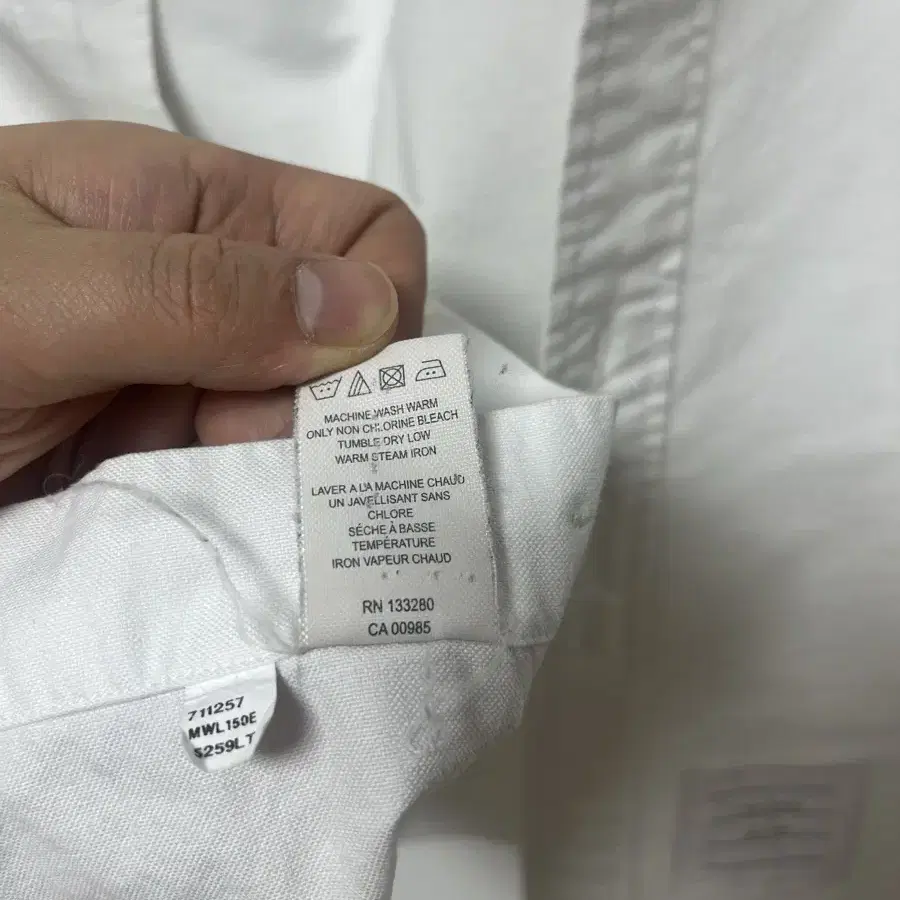 MACHINE WASH WARM
ONLY NON CHLORINE BLEACH
TUMBLE DRY LOW
WARM STEAM IRON
LAVER A LA MACHINE CHAUD
UN JAVELLISANT SANS
CHLORE
SÉCHE À BASSE
TEMPÉRATURE
IRON VAPEUR CHAUD
RN 133280
CA 00985
711257
MWL150E
S259LT